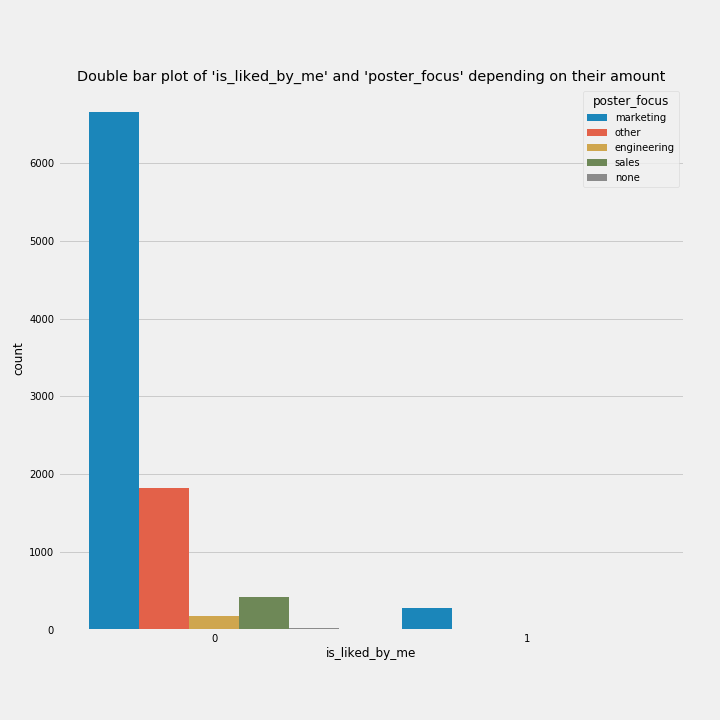 Double bar plot of 'is_liked_by_me' and 'poster_focus' depending on their amount
poster_focus
marketing
other
engineering
sales
none
6000
5000
4000
3000
2000
1000
0
count
0
1
is_liked_by_me